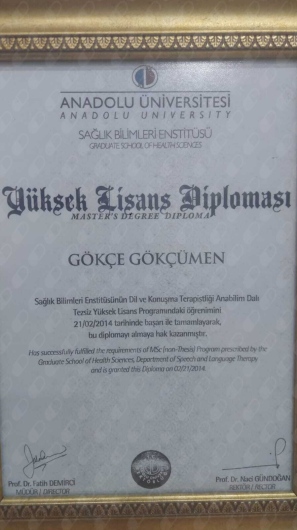 ANADOLU ÜNİVERSİTESİ
ANADOLU UNIVERSITY
SAĞLIK BİLİMLERİ ENSTİTÜSÜ
GRADUATE SCHOOL OF HEALTH SCIENCES
Yüksek Lisans Diploması
MASTER'S DEGREE DIPLOMA
GÖKÇE GÖKÇÜMEN
Sağlık Bilimleri Enstitüsünün Dil ve Konuşma Terapistliği Anabilim Dalı
Tezsiz Yüksek Lisans Programındaki öğrenimini
21/02/2014 tarihinde başarı ile tamamlayarak,
bu diplomayı almaya hak kazanmıştır.
Has successfully fulfilled the requirements of MSc (non-Thesis) Program prescribed by the
Graduate School of Health Sciences, Department of Speech and Language Therapy
and is granted this Diploma on 02/21/2014.
Prof. Dr. Fatih DEMİRCİ
MÜDÜR / DIRECTOR
Prof. Dr. Naci GÜNDOĞAN
REKTÖR / RECTOR